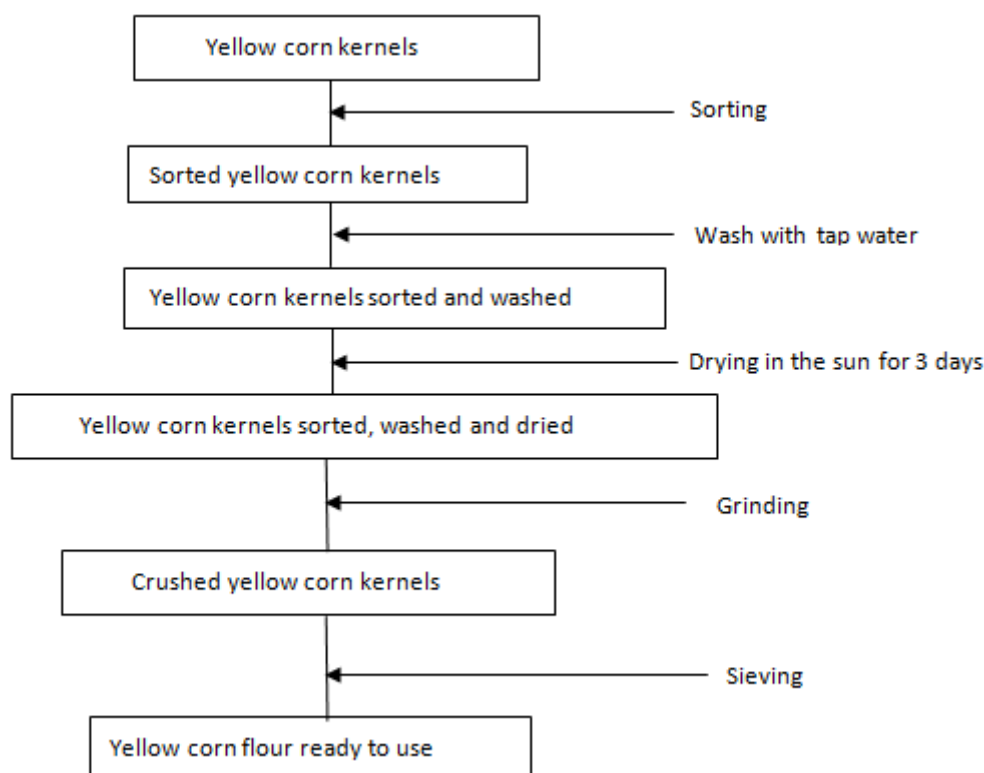 Yellow corn kernels
Sorting
Sorted yellow corn kernels
Wash with tap water
Yellow corn kernels sorted and washed
Drying in the sun for 3 days
Yellow corn kernels sorted, washed and dried
Grinding
Crushed yellow corn kernels
Sieving
Yellow corn flour ready to use